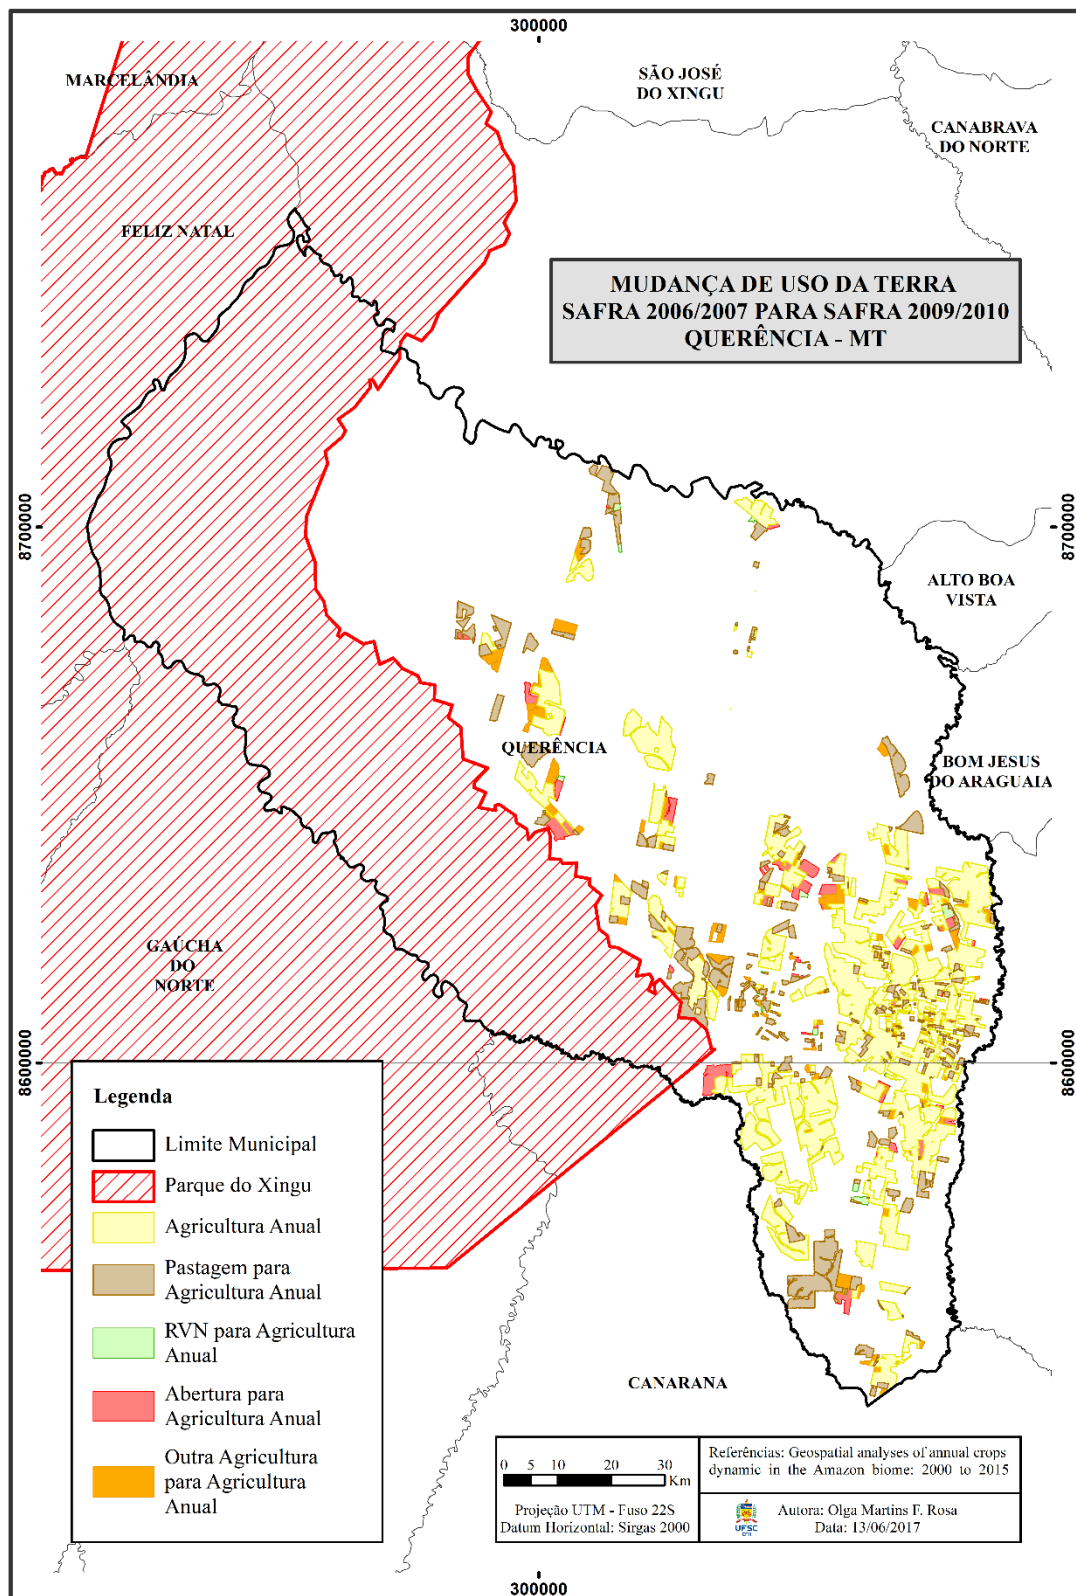 300000
MARCELÂNDIA
SÃO JOSÉ
DO XINGU
CANABRAVA
DO NORTE
FELIZ NATAL
MUDANÇA DE USO DA TERRA
SAFRA 2006/2007 PARA SAFRA 2009/2010
QUERÊNCIA - MT
8700000
8700000
ALTO BOA
VISTA
QUERÊNCIA
BOM JESUS
DO ARAGUAIA
GAÚCHA
DO
NORTE
8600000
8600000
Legenda
Limite Municipal
Parque do Xingu
Agricultura Anual
Pastagem para
Agricultura Anual
RVN para Agricultura
Anual
Abertura para
Agricultura Anual
Outra Agricultura
para Agricultura
Anual
CANARANA
0 5 10 20 30
Km
Projeção UTM - Fuso 22S
Datum Horizontal: Sirgas 2000
Referências: Geospatial analyses of annual crops
dynamic in the Amazon biome: 2000 to 2015
UFSC
Autora: Olga Martins F. Rosa
Data: 13/06/2017
300000